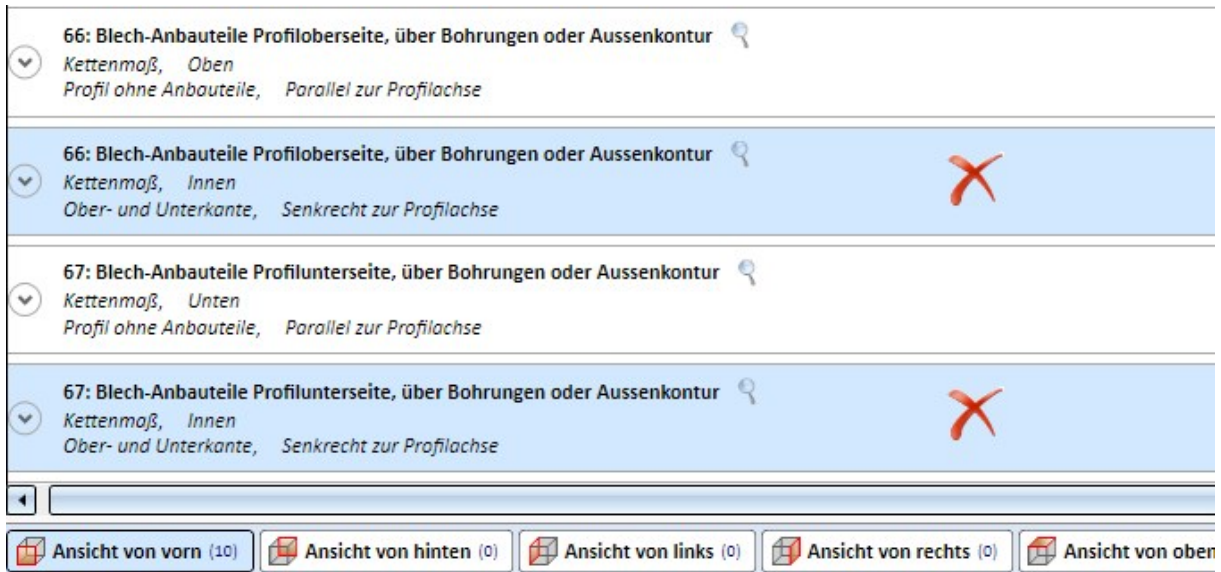 66: Blech-Anbauteile Profiloberseite, über Bohrungen oder Aussenkontur
Kettenmaß, Oben
Profil ohne Anbauteile, Parallel zur Profilachse
66: Blech-Anbauteile Profiloberseite, über Bohrungen oder Aussenkontur
Kettenmaß, Innen
Ober- und Unterkante, Senkrecht zur Profilachse
67: Blech-Anbauteile Profilunterseite, über Bohrungen oder Aussenkontur
Kettenmaß, Unten
Profil ohne Anbauteile, Parallel zur Profilachse
67: Blech-Anbauteile Profilunterseite, über Bohrungen oder Aussenkontur
Kettenmaß, Innen
Ober- und Unterkante, Senkrecht zur Profilachse
Ansicht von vorn (10) Ansicht von hinten (0) Ansicht von links (0) Ansicht von rechts (0) Ansicht von oben